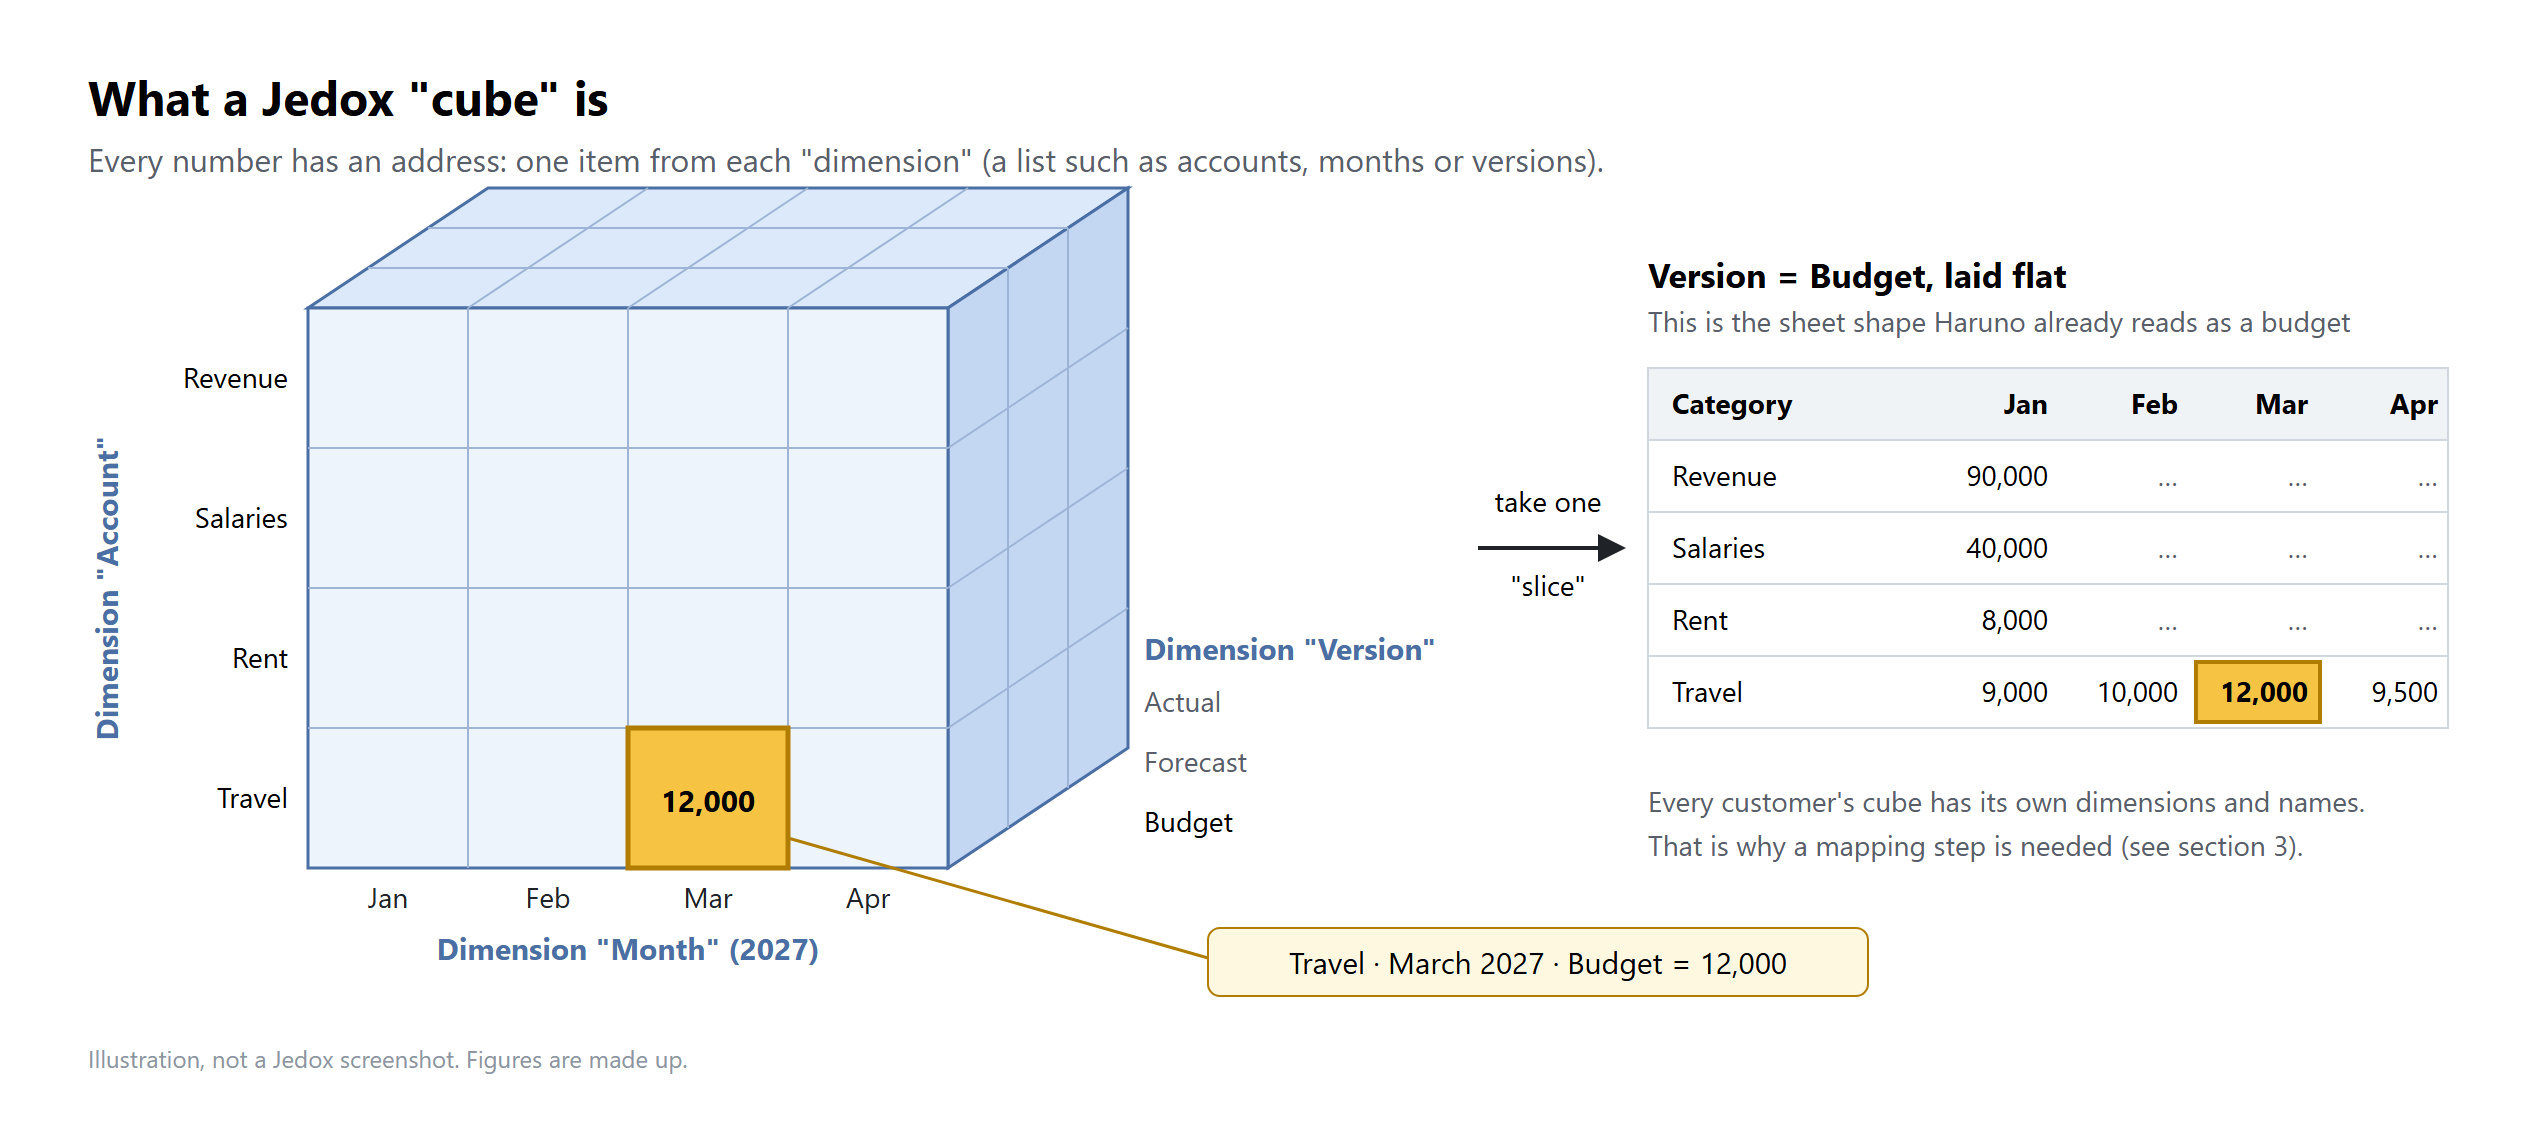 What a Jedox "cube" is
Every number has an address: one item from each "dimension" (a list such as accounts, months or versions).
Dimension "Account"
Revenue
Salaries
Rent
Travel
12,000
Jan Feb Mar Apr
Dimension "Month" (2027)
Dimension "Version"
Actual
Forecast
Budget
take one
"slice"
Version = Budget, laid flat
This is the sheet shape Haruno already reads as a budget
Category Jan Feb Mar Apr
Revenue 90,000 ... ... ...
Salaries 40,000 ... ... ...
Rent 8,000 ... ... ...
Travel 9,000 10,000 12,000 9,500
Every customer's cube has its own dimensions and names.
That is why a mapping step is needed (see section 3).
Travel · March 2027 · Budget = 12,000
Illustration, not a Jedox screenshot. Figures are made up.